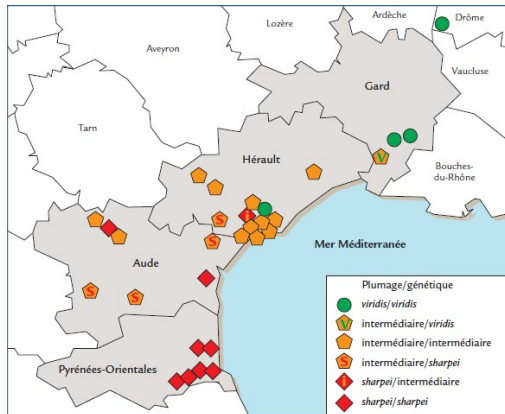 Lozère
Ardèche
Drôme
Aveyron
Vaucluse
Gard
Tarn
V
Hérault
Bouches-
du-Rhône
S
i
S
Mer Méditerranée
Aude
S
S
Pyrénées-Orientales
Plumage/génétique
viridis/viridis
V intermédiaire/viridis
intermédiaire/intermédiaire
S intermédiaire/sharpei
i sharpei/intermédiaire
sharpei/sharpei